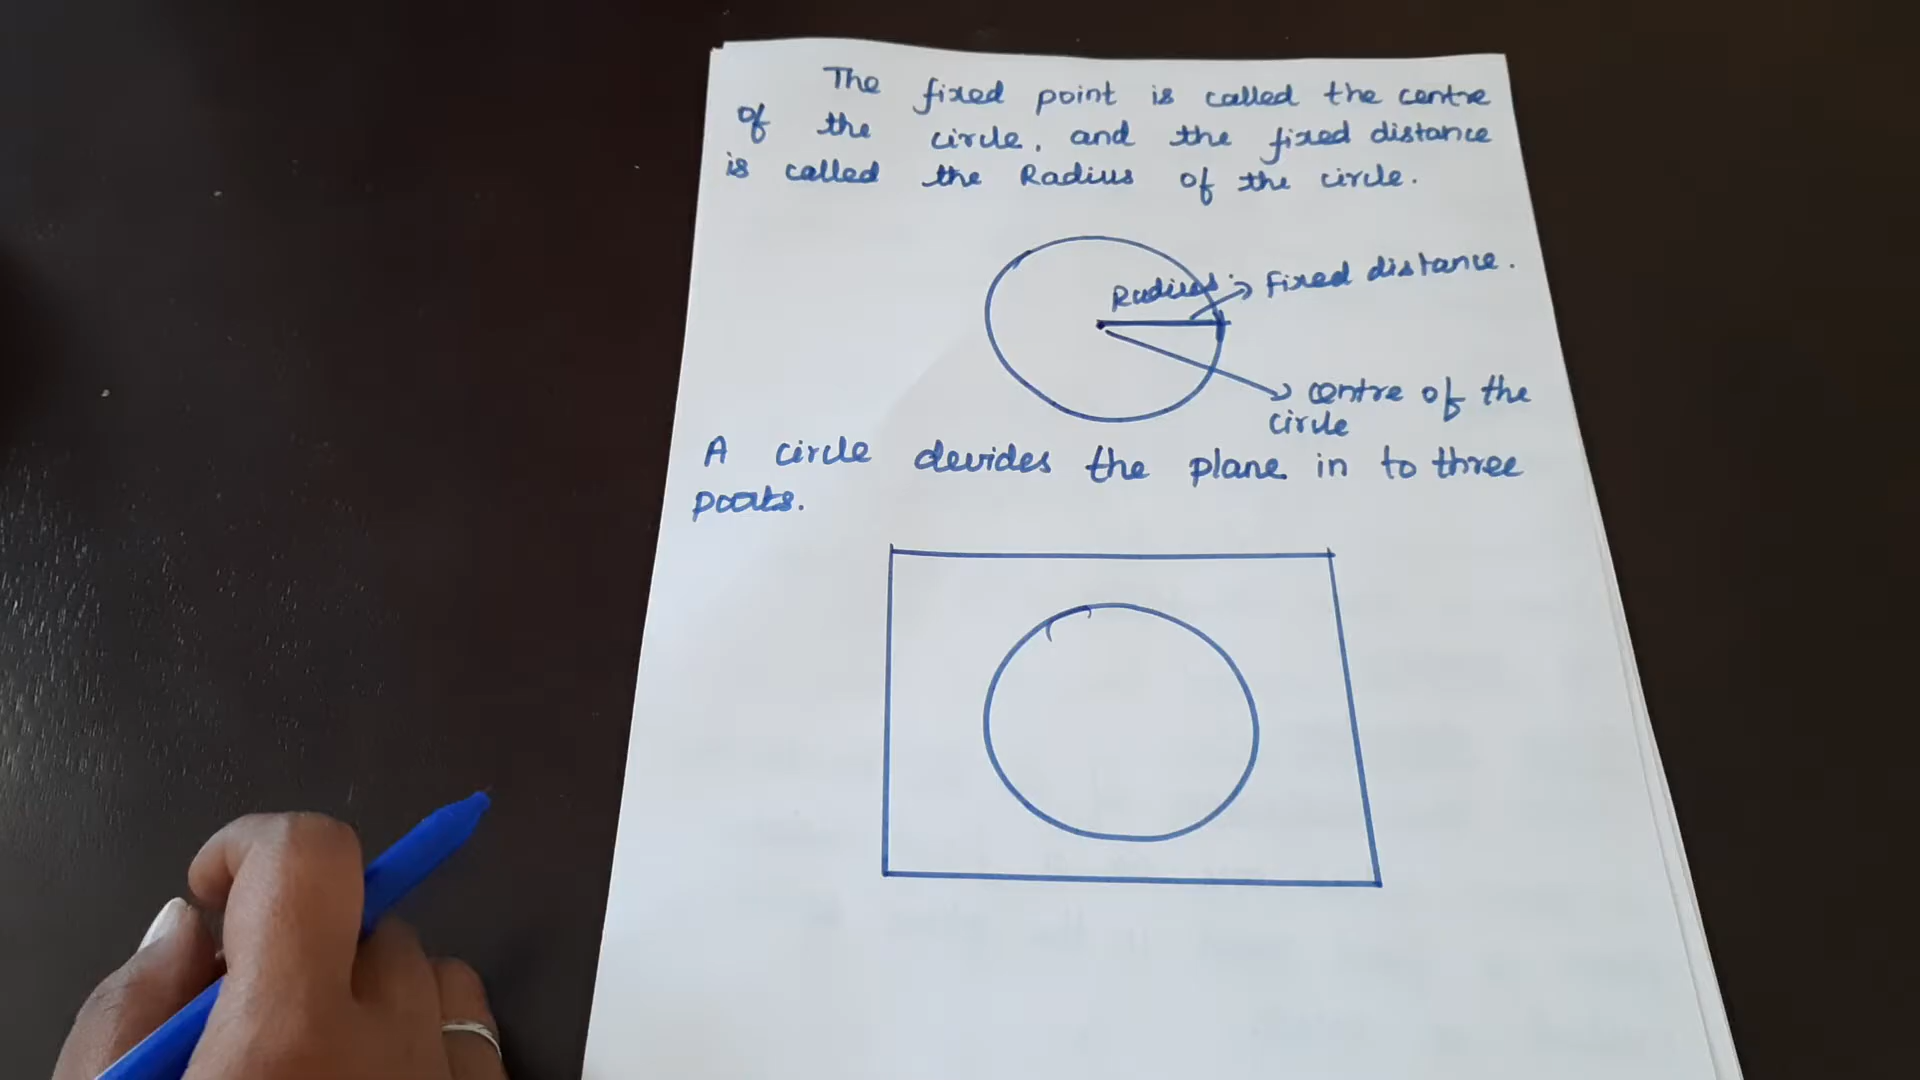 The fixed point is called the centre
of the circle, and the fixed distance
is called the Radius of the circle.
Radius Fixed distance.
centre of the
circle
A circle devides the plane in to three
parts.